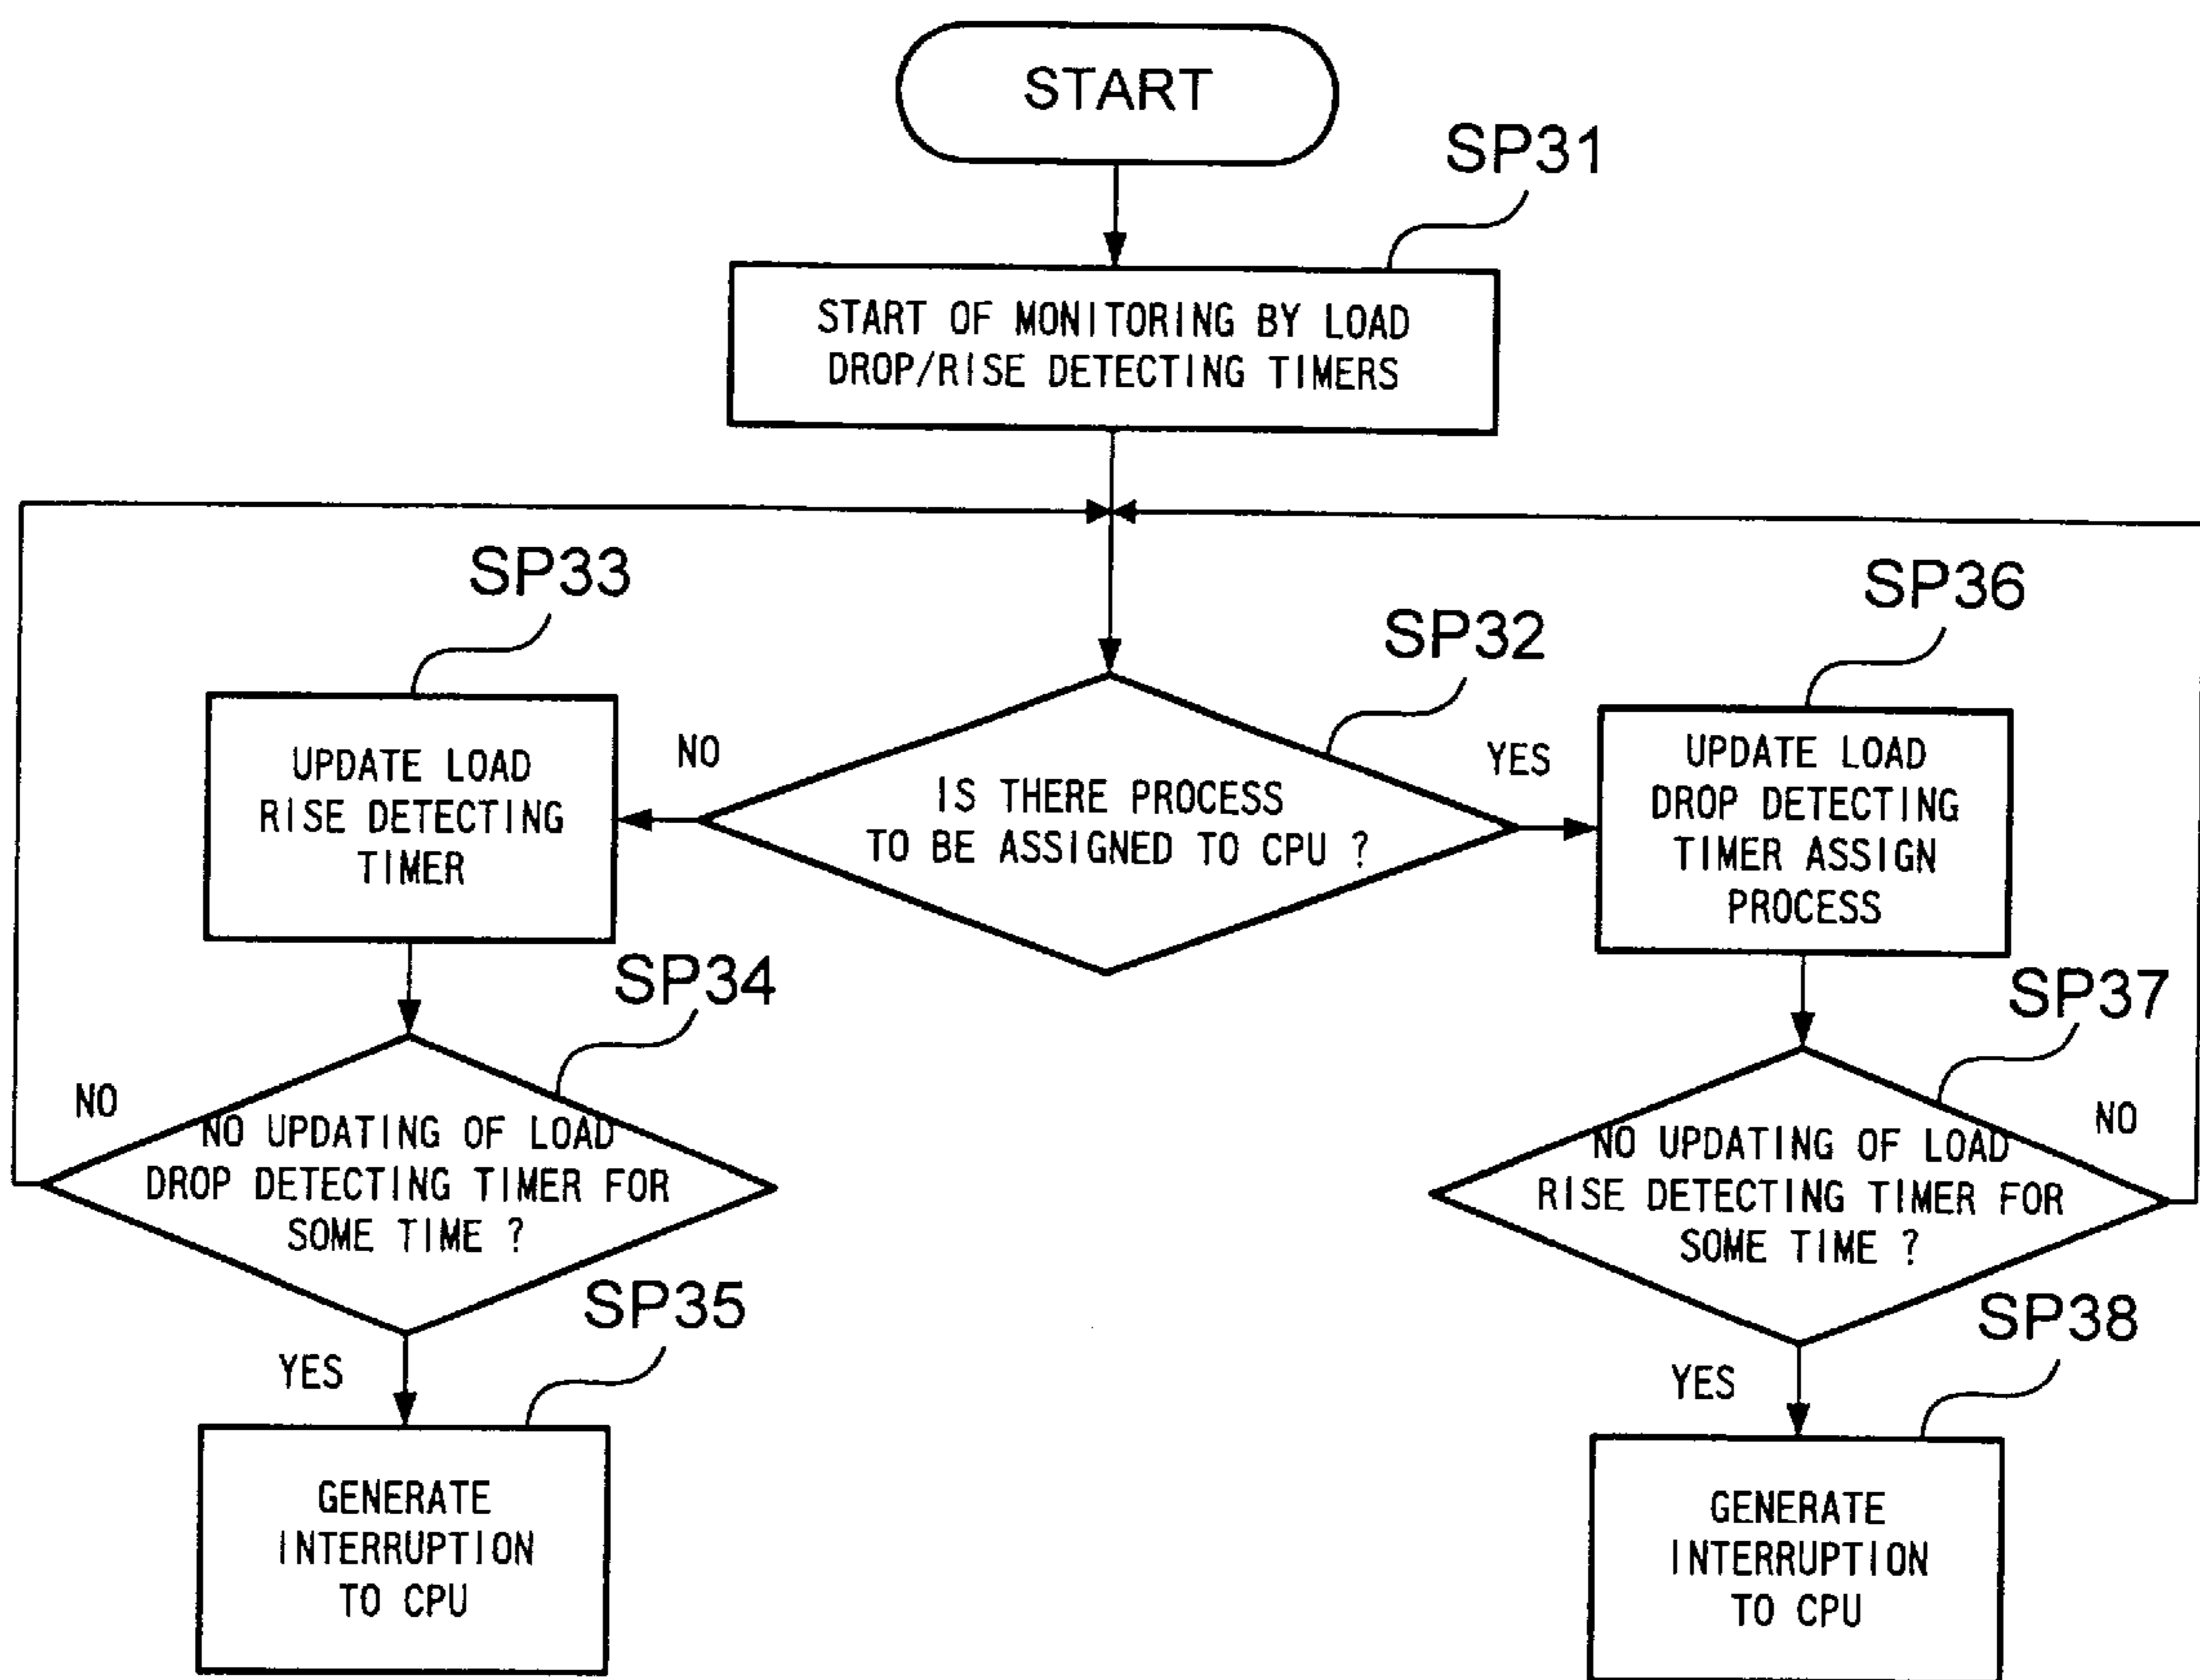 START
SP31
START OF MONITORING BY LOAD
DROP/RISE DETECTING TIMERS
SP33
SP36
SP32
UPDATE LOAD
RISE DETECTING
TIMER
NO
IS THERE PROCESS
TO BE ASSIGNED TO CPU ?
YES
UPDATE LOAD
DROP DETECTING
TIMER ASSIGN
PROCESS
SP34
SP37
NO
NO UPDATING OF LOAD
DROP DETECTING TIMER FOR
SOME TIME ?
NO
NO UPDATING OF LOAD
RISE DETECTING TIMER FOR
SOME TIME ?
SP35
SP38
YES
YES
GENERATE
INTERRUPTION
TO CPU
GENERATE
INTERRUPTION
TO CPU